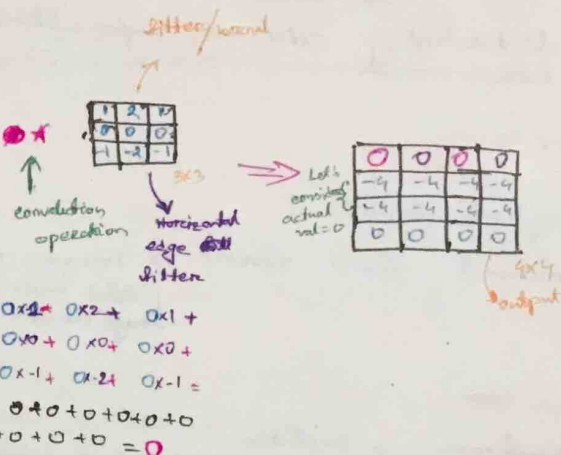 filter/kernel
1 2
0 0 0
-1 -2 -1
3x3
*
convolution
operation
Horcizontal
edge
filter
Let's
consider
actual
val=0
0 0 0 0
-4 -4 -4 -4
-4 -4 -4 -4
0 0 0 0
4x4
output
0x1+ 0x2+ 0x1+
0x0+ 0x0+ 0x0+
0x-1+ 0x-2+ 0x-1=
0+0+0+0+0+0
+0+0+0 = 0